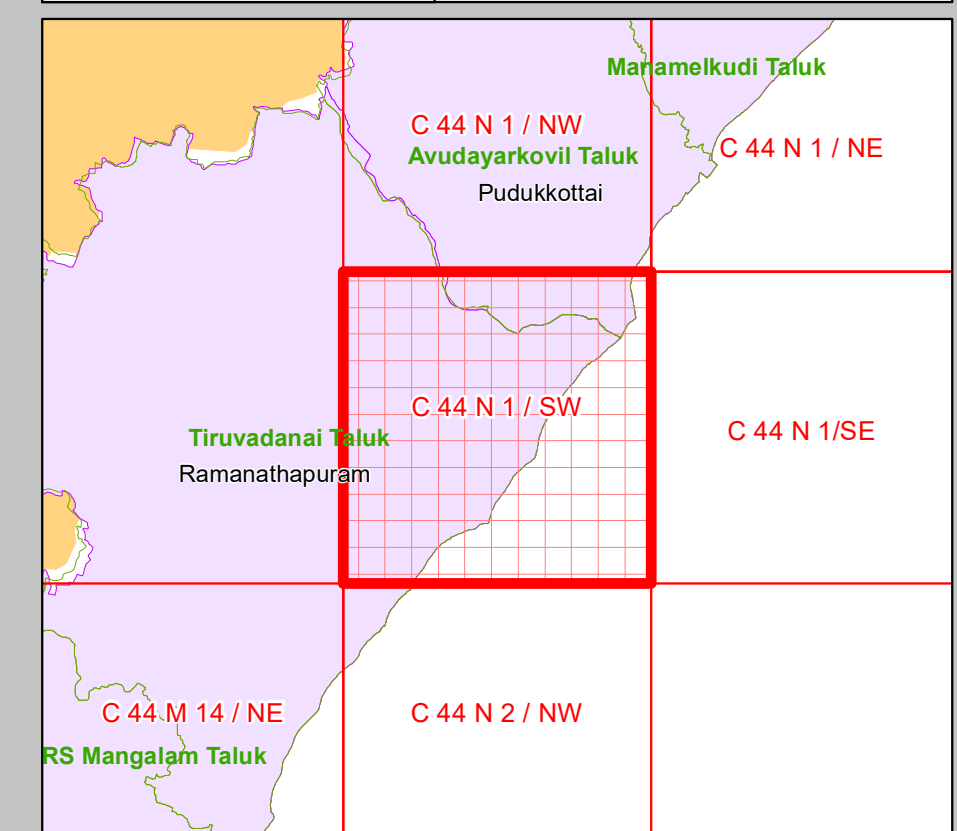 Manamelkudi Taluk
C 44 N 1 / NW
C 44 N 1 / NE
Avudayarkovil Taluk
Pudukkottai
C 44 N 1 / SW
C 44 N 1/SE
Tiruvadanai Taluk
Ramanathapuram
C 44 M 14 / NE
C 44 N 2 / NW
RS Mangalam Taluk